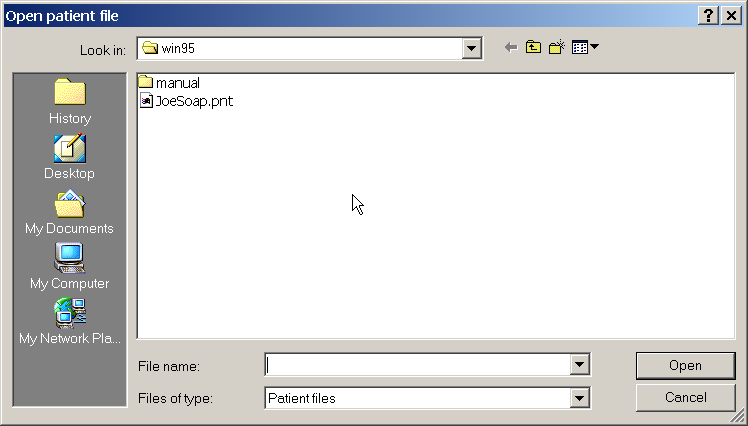 Open patient file
Look in: win95
manual
JoeSoap.pnt
History
Desktop
My Documents
My Computer
My Network Pla...
File name:
Open
Files of type: Patient files
Cancel